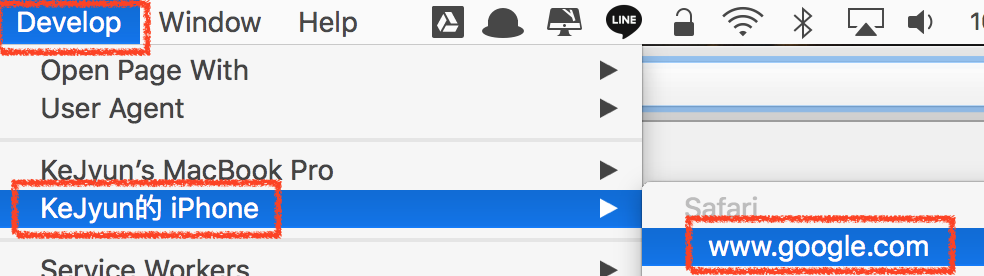 Develop Window Help LINE
Open Page With
User Agent
KeJyun's MacBook Pro
KeJyun的 iPhone
Safari
www.google.com
Service Workers